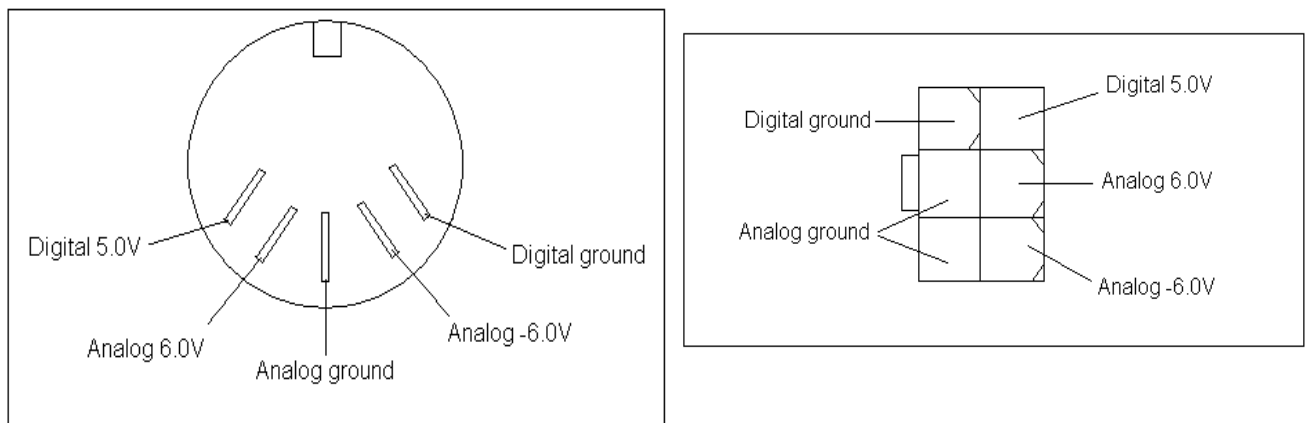 Digital 5.0V
Digital ground
Analog 6.0V
Analog -6.0V
Analog ground
Digital ground
Digital 5.0V
Analog 6.0V
Analog ground
Analog -6.0V